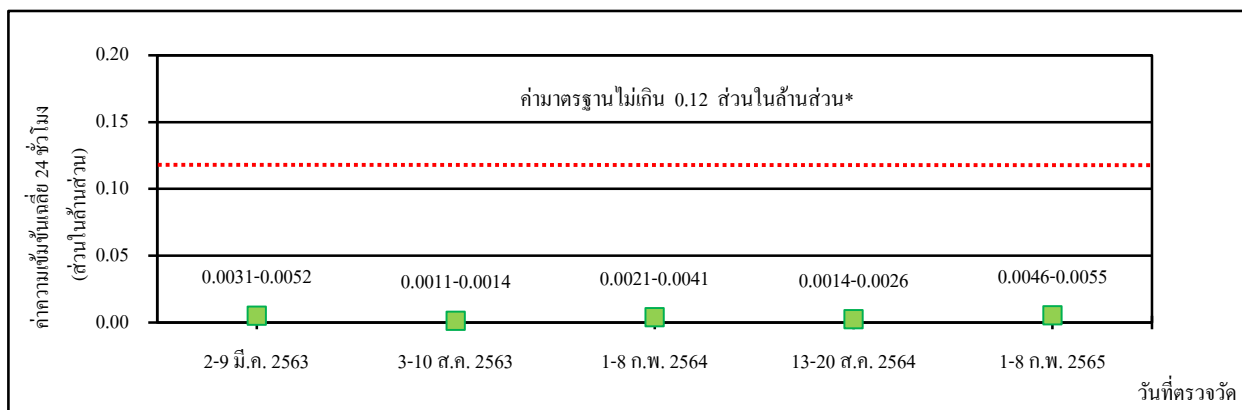 ค่าความเข้มข้นเฉลี่ย 24 ชั่วโมง
(ส่วนในล้านส่วน)
0.20
ค่ามาตรฐานไม่เกิน 0.12 ส่วนในล้านส่วน*
0.15
0.10
0.05
0.0031-0.0052
0.0011-0.0014
0.0021-0.0041
0.0014-0.0026
0.0046-0.0055
0.00
2-9 มี.ค. 2563
3-10 ส.ค. 2563
1-8 ก.พ. 2564
13-20 ส.ค. 2564
1-8 ก.พ. 2565
วันที่ตรวจวัด